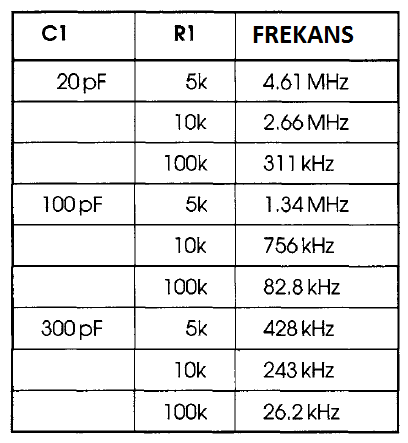 C1 R1 FREKANS
20 pF 5k 4.61 MHz
10k 2.66 MHz
100k 311 kHz
100 pF 5k 1.34 MHz
10k 756 kHz
100k 82.8 kHz
300 pF 5k 428 kHz
10k 243 kHz
100k 26.2 kHz